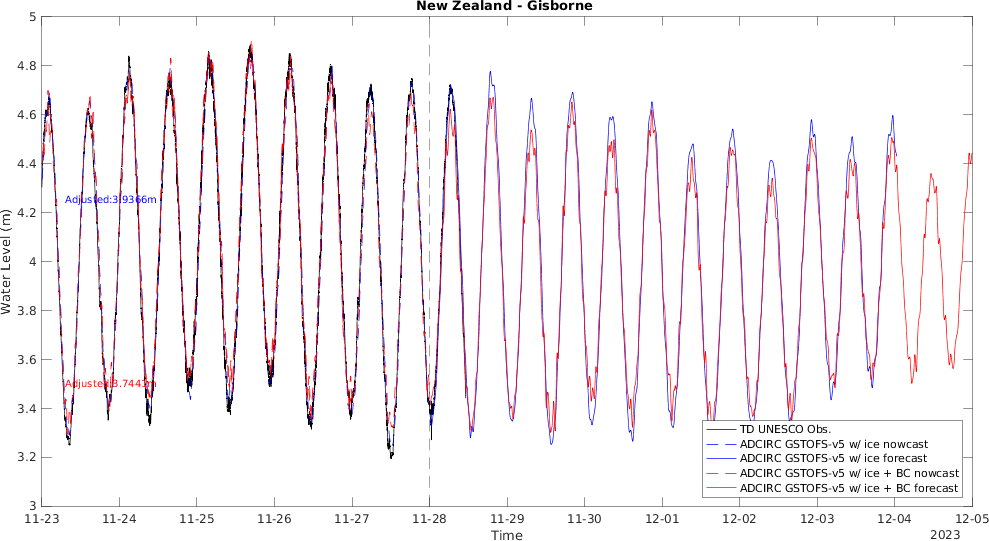 New Zealand - Gisborne
5
4.8
4.6
4.4
4.2
4
3.8
3.6
3.4
3.2
3
Water Level (m)
Adjusted:3.9366m
Adjusted:3.7441m
TD UNESCO Obs.
ADCIRC GSTOFS-v5 w/ ice nowcast
ADCIRC GSTOFS-v5 w/ ice forecast
ADCIRC GSTOFS-v5 w/ ice + BC nowcast
ADCIRC GSTOFS-v5 w/ ice + BC forecast
11-23 11-24 11-25 11-26 11-27 11-28 11-29 11-30 12-01 12-02 12-03 12-04 12-05
Time
2023